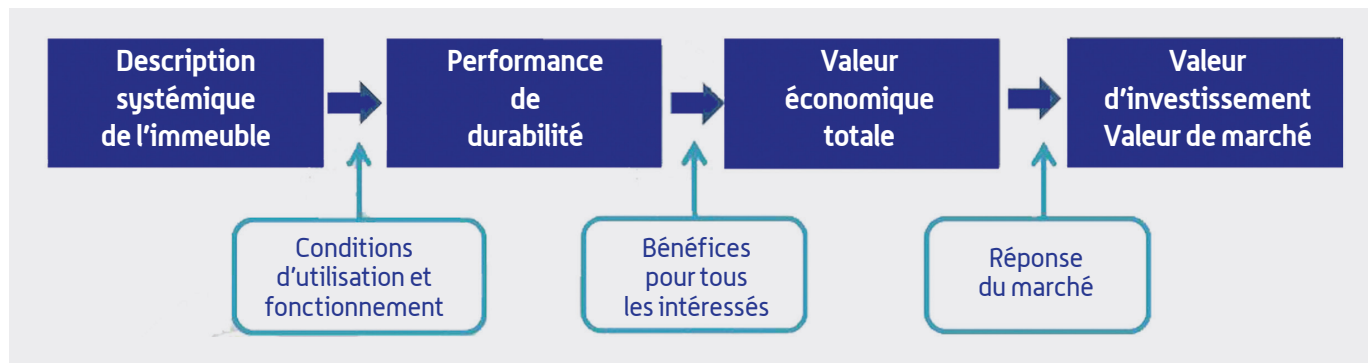 Description
systémique
de l'immeuble
Performance
de
durabilité
Valeur
économique
totale
Valeur
d'investissement
Valeur de marché
Conditions
d'utilisation et
fonctionnement
Bénéfices
pour tous
les intéressés
Réponse
du marché